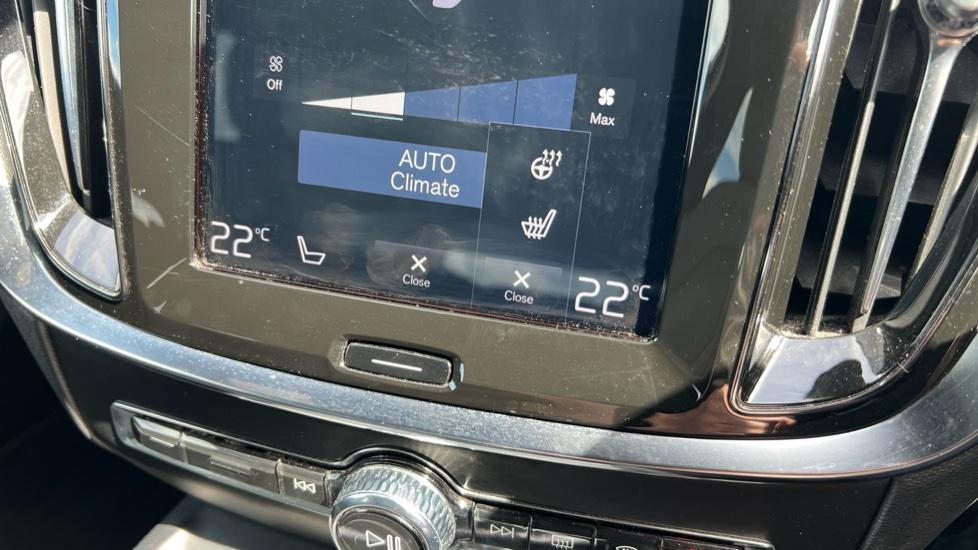 Off
Max
AUTO
Climate
22°C
Close
Close
22°C